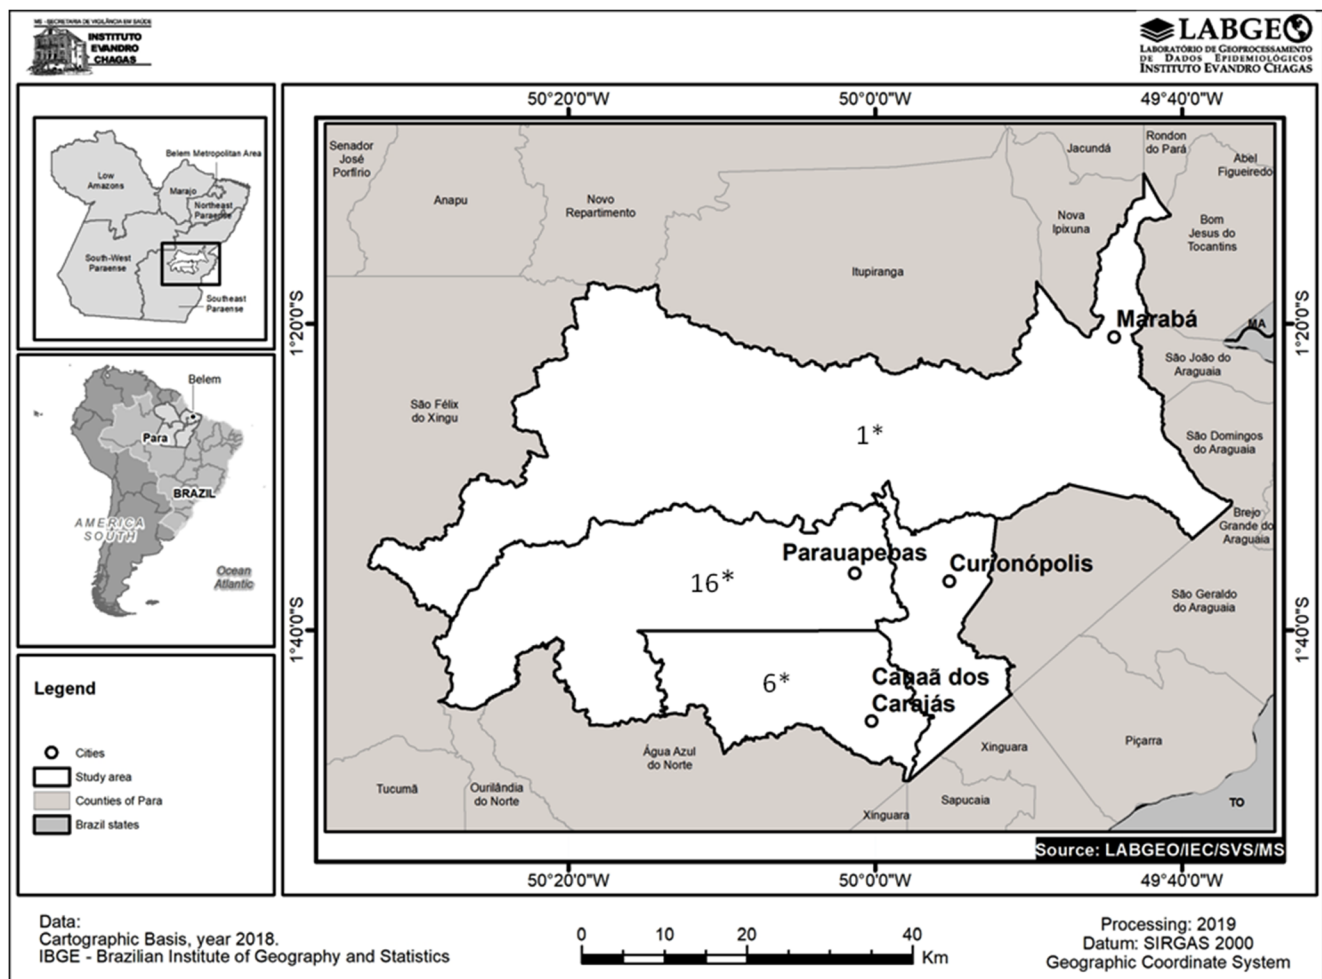 MS - SECRETARIA DE VIGILÂNCIA EM SAÚDE
INSTITUTO
EVANDRO
CHAGAS
LABGEO
LABORATÓRIO DE GEOPROCESSAMENTO
DE DADOS EPIDEMIOLÓGICOS
INSTITUTO EVANDRO CHAGAS
Belem Metropolitan Area
Low
Amazons
Marajo
Northeast
Paraense
South-West
Paraense
Southeast
Paraense
Belem
Para
BRAZIL
AMERICA
SOUTH
Ocean
Atlantic
Legend
Cities
Study area
Counties of Para
Brazil states
50°20'0"W
50°0'0"W
49°40'0"W
1°20'0"S
1°40'0"S
1°20'0"S
1°40'0"S
Senador
José
Porfírio
Anapu
Novo
Repartimento
Itupiranga
Jacundá
Rondon
do Pará
Abel
Figueiredo
Nova
Ipixuna
Bom
Jesus do
Tocantins
Marabá
MA
São João do
Araguaia
São Félix
do Xingu
1*
São Domingos
do Araguaia
Brejo
Grande do
Araguaia
Parauapebas
Curionópolis
16*
São Geraldo
do Araguaia
6*
Canaã dos
Carajás
Água Azul
do Norte
Xinguara
Piçarra
Tucumã
Ourilândia
do Norte
Sapucaia
Xinguara
TO
Source: LABGEO/IEC/SVS/MS
50°20'0"W
50°0'0"W
49°40'0"W
Data:
Cartographic Basis, year 2018.
IBGE - Brazilian Institute of Geography and Statistics
0 10 20 40
Km
Processing: 2019
Datum: SIRGAS 2000
Geographic Coordinate System